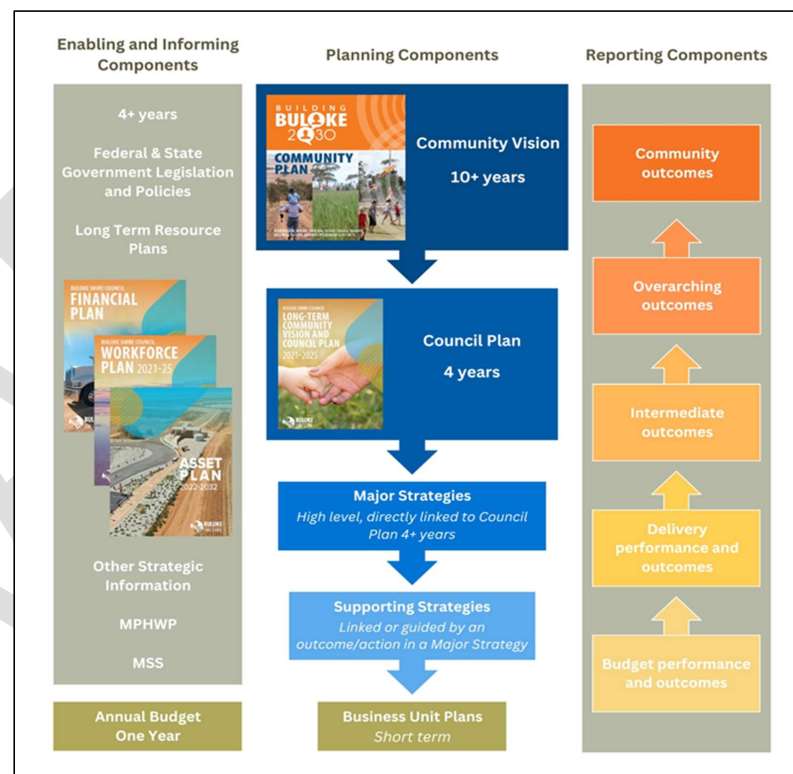 Enabling and Informing
Components
4+ years
Federal & State
Government Legislation
and Policies
Long Term Resource
Plans
BULOKE SHIRE COUNCIL
FINANCIAL
PLAN
BULOKE SHIRE COUNCIL
WORKFORCE
PLAN 2021-25
ASSET
PLAN
2022-2032
BULOKE
Other Strategic
Information
MPHWP
MSS
Annual Budget
One Year
Planning Components
BUILDING
BULOKE
2030
COMMUNITY
PLAN
Community Vision
10+ years
BULOKE SHIRE COUNCIL
LONG-TERM
COMMUNITY
VISION AND
COUNCIL PLAN
2021-2025
BULOKE
Council Plan
4 years
Major Strategies
High level, directly linked to Council
Plan 4+ years
Supporting Strategies
Linked or guided by an
outcome/action in a Major Strategy
Business Unit Plans
Short term
Reporting Components
Community
outcomes
Overarching
outcomes
Intermediate
outcomes
Delivery
performance and
outcomes
Budget performance
and outcomes